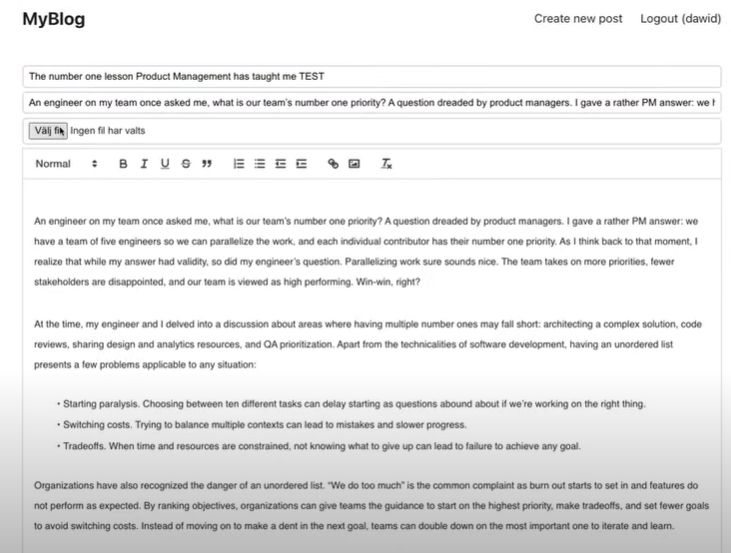 MyBlog
Create new post Logout (dawid)
The number one lesson Product Management has taught me TEST
An engineer on my team once asked me, what is our team's number one priority? A question dreaded by product managers. I gave a rather PM answer: we
Välj fil Ingen fil har valts
Normal B I U S
An engineer on my team once asked me, what is our team's number one priority? A question dreaded by product managers. I gave a rather PM answer: we
have a team of five engineers so we can parallelize the work, and each individual contributor has their number one priority. As I think back to that moment, I
realize that while my answer had validity, so did my engineer's question. Parallelizing work sure sounds nice. The team takes on more priorities, fewer
stakeholders are disappointed, and our team is viewed as high performing. Win-win, right?
At the time, my engineer and I delved into a discussion about areas where having multiple number ones may fall short: architecting a complex solution, code
reviews, sharing design and analytics resources, and QA prioritization. Apart from the technicalities of software development, having an unordered list
presents a few problems applicable to any situation:
• Starting paralysis. Choosing between ten different tasks can delay starting as questions abound about if we're working on the right thing.
• Switching costs. Trying to balance multiple contexts can lead to mistakes and slower progress.
• Tradeoffs. When time and resources are constrained, not knowing what to give up can lead to failure to achieve any goal.
Organizations have also recognized the danger of an unordered list. "We do too much" is the common complaint as burn out starts to set in and features do
not perform as expected. By ranking objectives, organizations can give teams the guidance to start on the highest priority, make tradeoffs, and set fewer goals
to avoid switching costs. Instead of moving on to make a dent in the next goal, teams can double down on the most important one to iterate and learn.